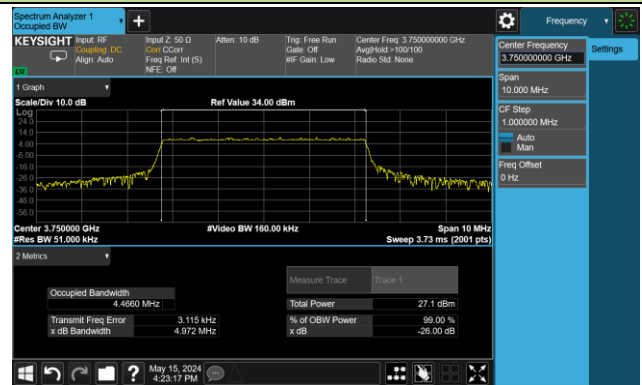 Spectrum Analyzer 1
Occupied BW
Frequency
KEYSIGHT
Input: RF
Coupling: DC
Align: Auto
Input Z: 50 Ω
Corr CCorr
Freq Ref: Int (S)
NFE: Off
Atten: 10 dB
Trig: Free Run
Gate: Off
#IF Gain: Low
Center Freq: 3.750000000 GHz
Avg|Hold:>100/100
Radio Std: None
Center Frequency
3.750000000 GHz
Settings
Span
10.000 MHz
CF Step
1.000000 MHz
Auto
Man
Freq Offset
0 Hz
1 Graph
Scale/Div 10.0 dB
Ref Value 34.00 dBm
Log
24.0
14.0
4.00
-6.00
-16.0
-26.0
-36.0
-46.0
-56.0
Center 3.750000 GHz
#Video BW 160.00 kHz
Span 10 MHz
#Res BW 51.000 kHz
Sweep 3.73 ms (2001 pts)
2 Metrics
Measure Trace
Trace 1
Occupied Bandwidth
4.4660 MHz
Total Power
27.1 dBm
Transmit Freq Error
3.115 kHz
% of OBW Power
99.00 %
x dB Bandwidth
4.972 MHz
x dB
-26.00 dB
May 15, 2024
4:23:17 PM